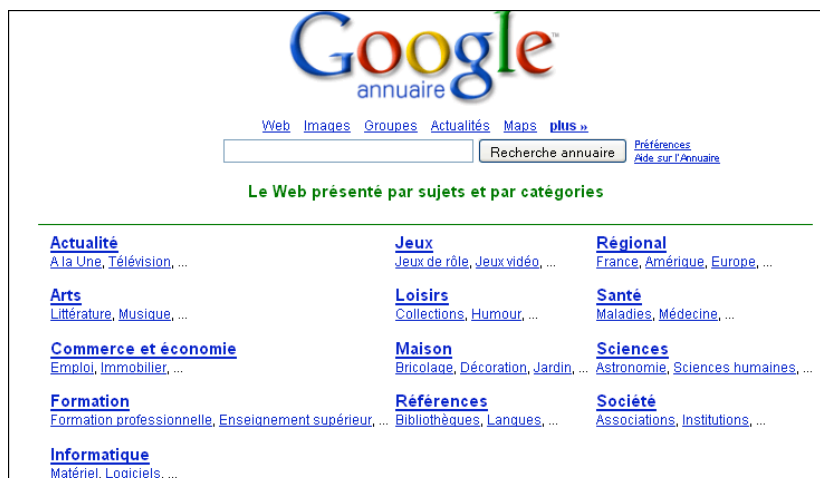 Google™
annuaire
Web Images Groupes Actualités Maps plus »
Recherche annuaire
Préférences
Aide sur l'Annuaire
Le Web présenté par sujets et par catégories
Actualité
A la Une, Télévision, ...
Jeux
Jeux de rôle, Jeux vidéo, ...
Régional
France, Amérique, Europe, ...
Arts
Littérature, Musique, ...
Loisirs
Collections, Humour, ...
Santé
Maladies, Médecine, ...
Commerce et économie
Emploi, Immobilier, ...
Maison
Bricolage, Décoration, Jardin, ...
Sciences
Astronomie, Sciences humaines, ...
Formation
Formation professionnelle, Enseignement supérieur, ...
Références
Bibliothèques, Langues, ...
Société
Associations, Institutions, ...
Informatique
Matériel, Logiciels, ...